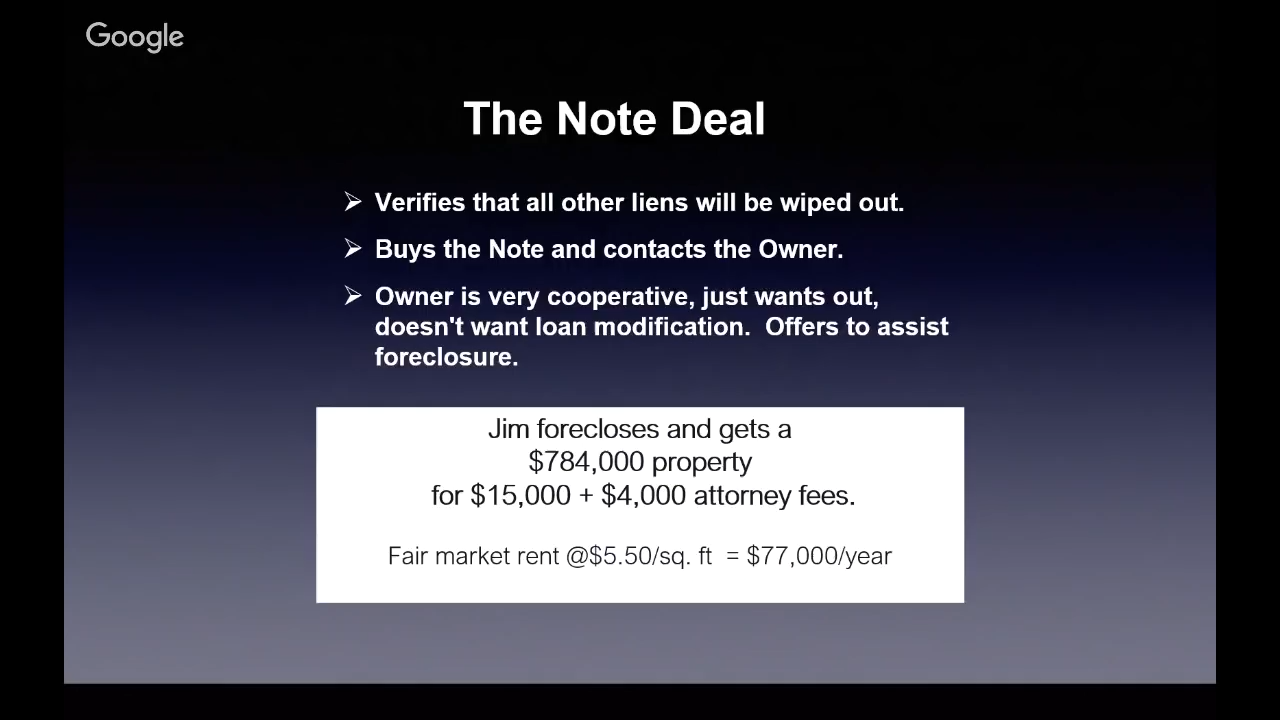 Google
The Note Deal
➢ Verifies that all other liens will be wiped out.
➢ Buys the Note and contacts the Owner.
➢ Owner is very cooperative, just wants out,
doesn't want loan modification.  Offers to assist
foreclosure.
Jim forecloses and gets a
$784,000 property
for $15,000 + $4,000 attorney fees.
Fair market rent @$5.50/sq. ft  = $77,000/year